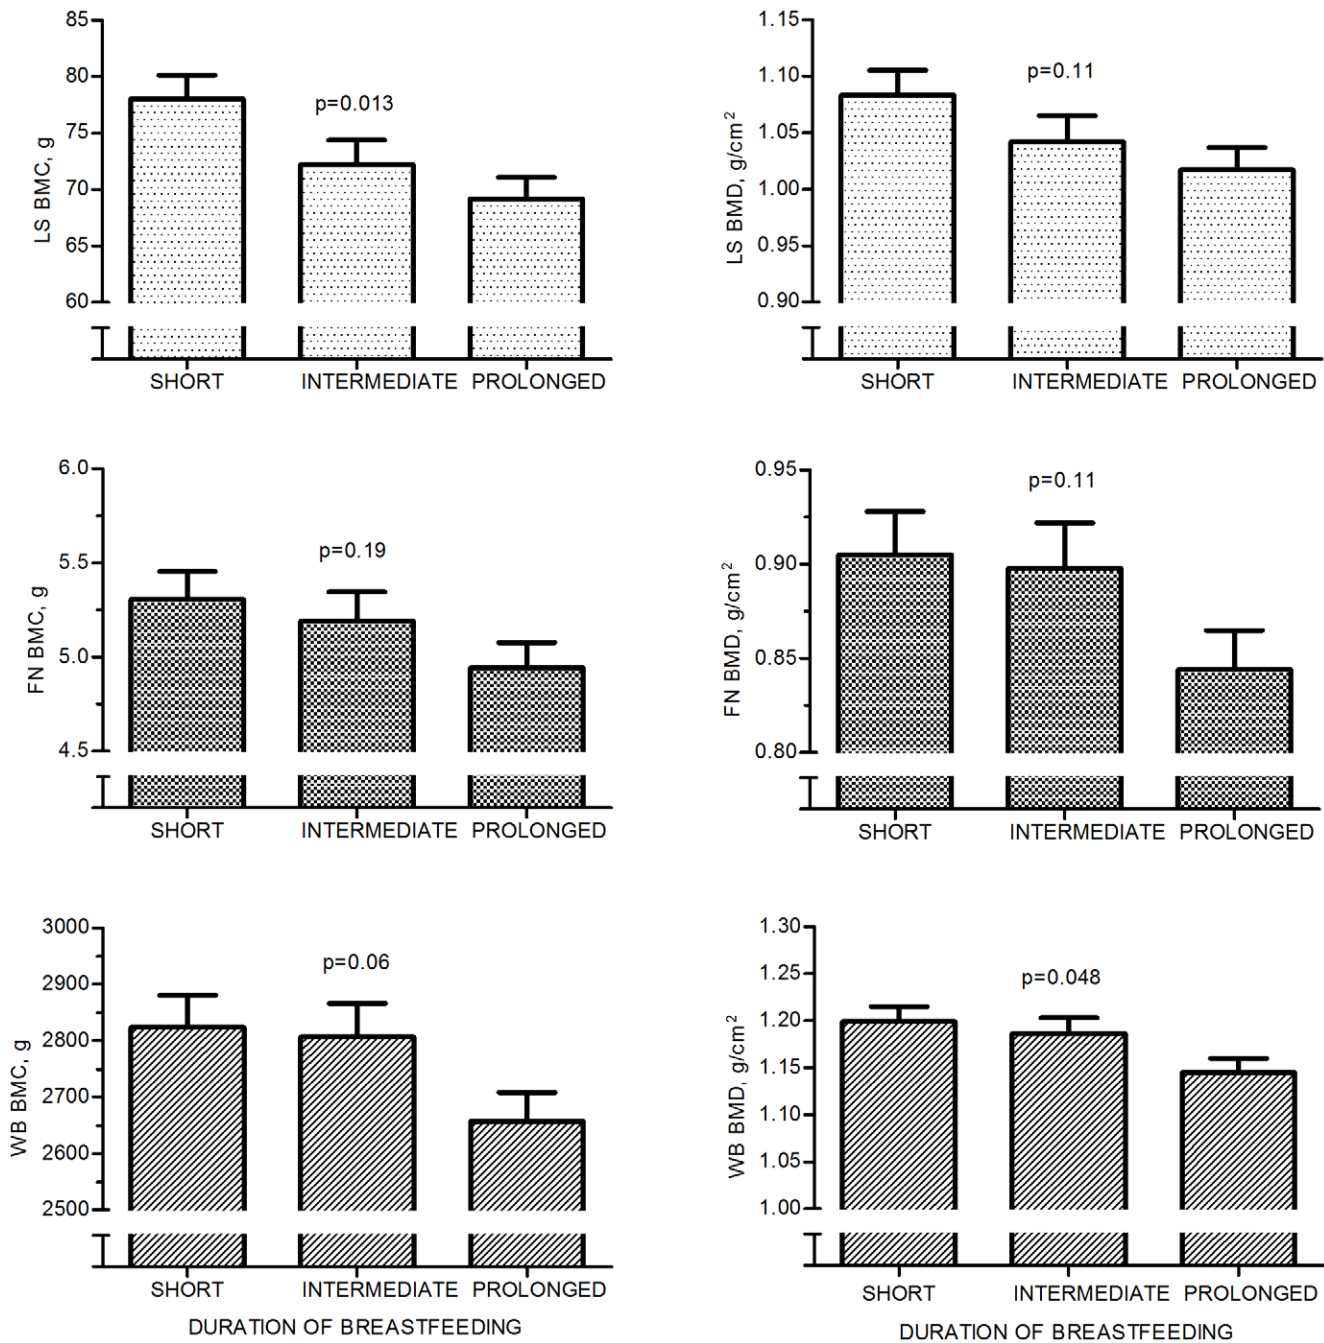 LS BMC, g
85
80
75
70
65
60
p=0.013
SHORT INTERMEDIATE PROLONGED
LS BMD, g/cm²
1.15
1.10
1.05
1.00
0.95
0.90
p=0.11
SHORT INTERMEDIATE PROLONGED
FN BMC, g
6.0
5.5
5.0
4.5
p=0.19
SHORT INTERMEDIATE PROLONGED
FN BMD, g/cm²
0.95
0.90
0.85
0.80
p=0.11
SHORT INTERMEDIATE PROLONGED
WB BMC, g
3000
2900
2800
2700
2600
2500
p=0.06
SHORT INTERMEDIATE PROLONGED
DURATION OF BREASTFEEDING
WB BMD, g/cm²
1.30
1.25
1.20
1.15
1.10
1.05
1.00
p=0.048
SHORT INTERMEDIATE PROLONGED
DURATION OF BREASTFEEDING